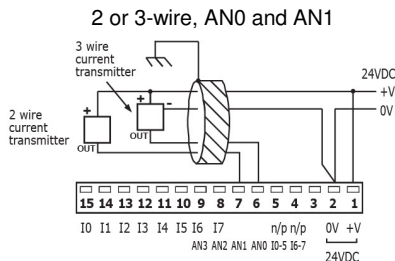 2 or 3-wire, AN0 and AN1
3 wire
current
transmitter
24VDC
+V
0V
2 wire
current
transmitter
+
+
-
OUT
OUT
15 14 13 12 11 10 9 8 7 6 5 4 3 2 1
I0 I1 I2 I3 I4 I5 I6 I7 n/p n/p 0V +V
AN3 AN2 AN1 AN0 I0-5 I6-7
24VDC